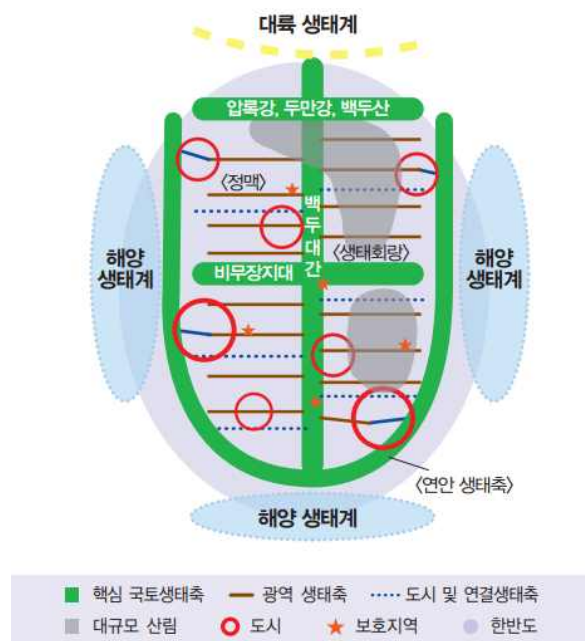 대륙 생태계
압록강, 두만강, 백두산
〈정맥〉
백두대간
〈생태회랑〉
해양
생태계
비무장지대
해양
생태계
〈연안 생태축〉
해양 생태계
핵심 국토생태축
광역 생태축
도시 및 연결생태축
대규모 산림
도시
보호지역
한반도